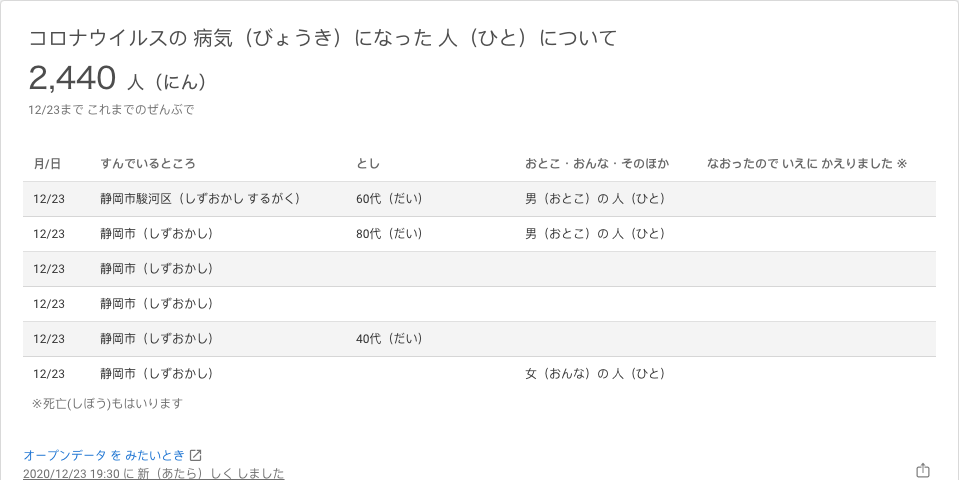 コロナウイルスの 病気（びょうき）になった 人（ひと）について
2,440 人（にん）
12/23まで これまでのぜんぶで
月/日 すんでいるところ とし おとこ・おんな・そのほか なおったので いえに かえりました ※
12/23 静岡市駿河区（しずおかし するがく） 60代（だい） 男（おとこ）の 人（ひと）
12/23 静岡市（しずおかし） 80代（だい） 男（おとこ）の 人（ひと）
12/23 静岡市（しずおかし）
12/23 静岡市（しずおかし）
12/23 静岡市（しずおかし） 40代（だい）
12/23 静岡市（しずおかし） 女（おんな）の 人（ひと）
※死亡(しぼう)もはいります
オープンデータ を みたいとき
2020/12/23 19:30 に 新（あたら）しく しました